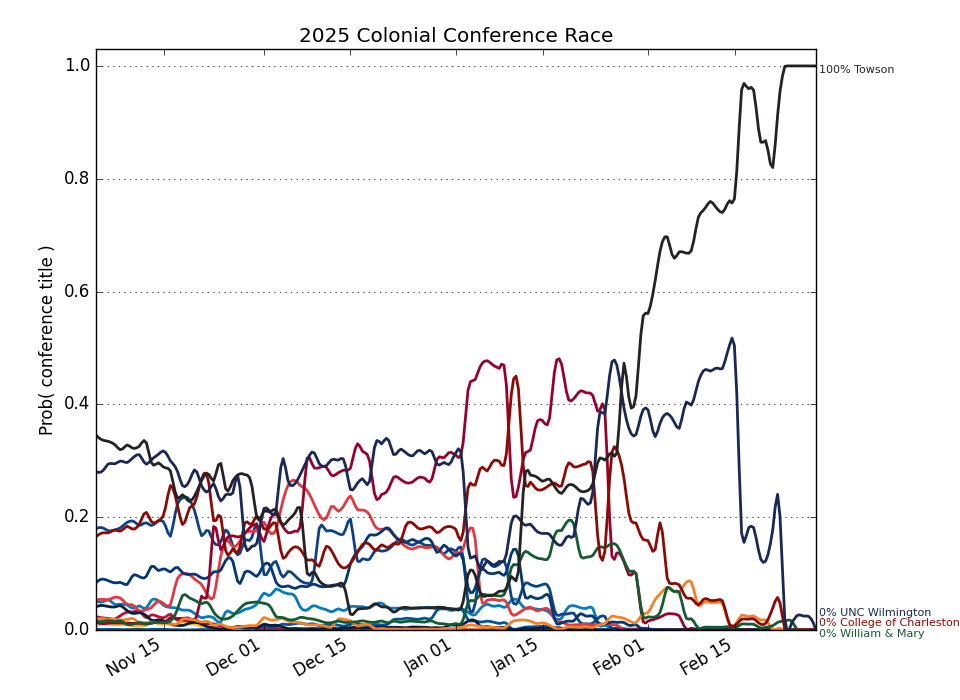 2025 Colonial Conference Race
Prob( conference title )
1.0
0.8
0.6
0.4
0.2
0.0
Nov 15
Dec 01
Dec 15
Jan 01
Jan 15
Feb 01
Feb 15
100% Towson
0% UNC Wilmington
0% College of Charleston
0% William & Mary